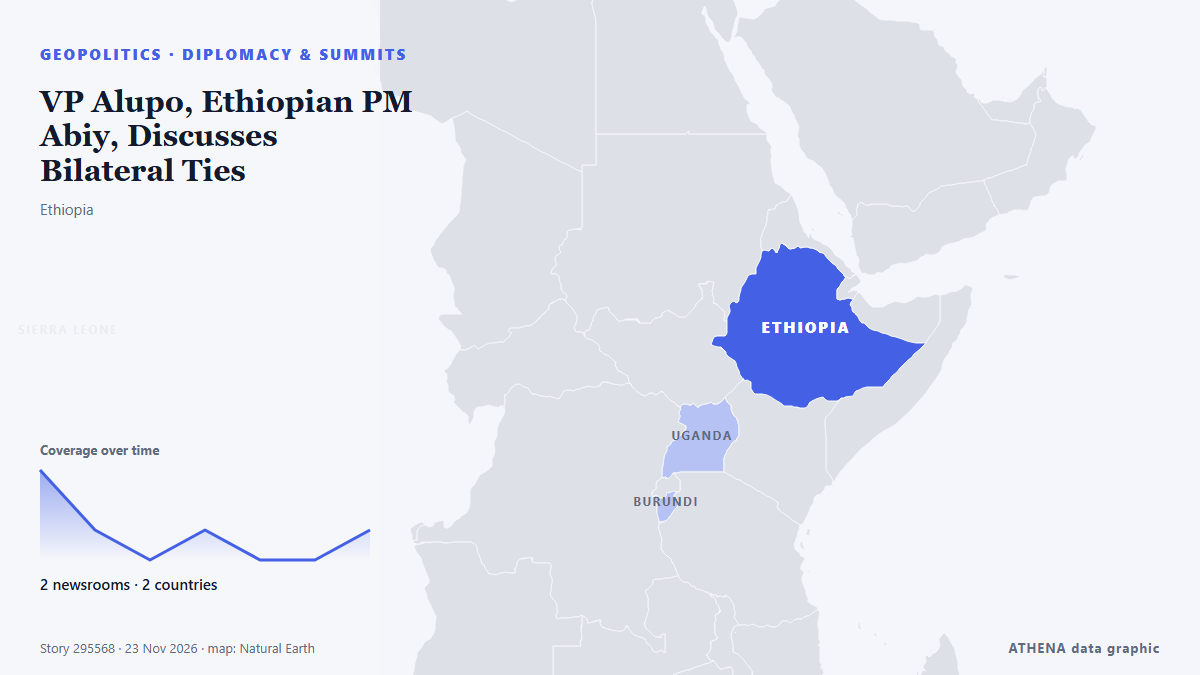 GEOPOLITICS · DIPLOMACY & SUMMITS
VP Alupo, Ethiopian PM
Abiy, Discusses
Bilateral Ties
Ethiopia
SIERRA LEONE
ETHIOPIA
UGANDA
BURUNDI
Coverage over time
2 newsrooms · 2 countries
Story 295568 · 23 Nov 2026 · map: Natural Earth
ATHENA data graphic